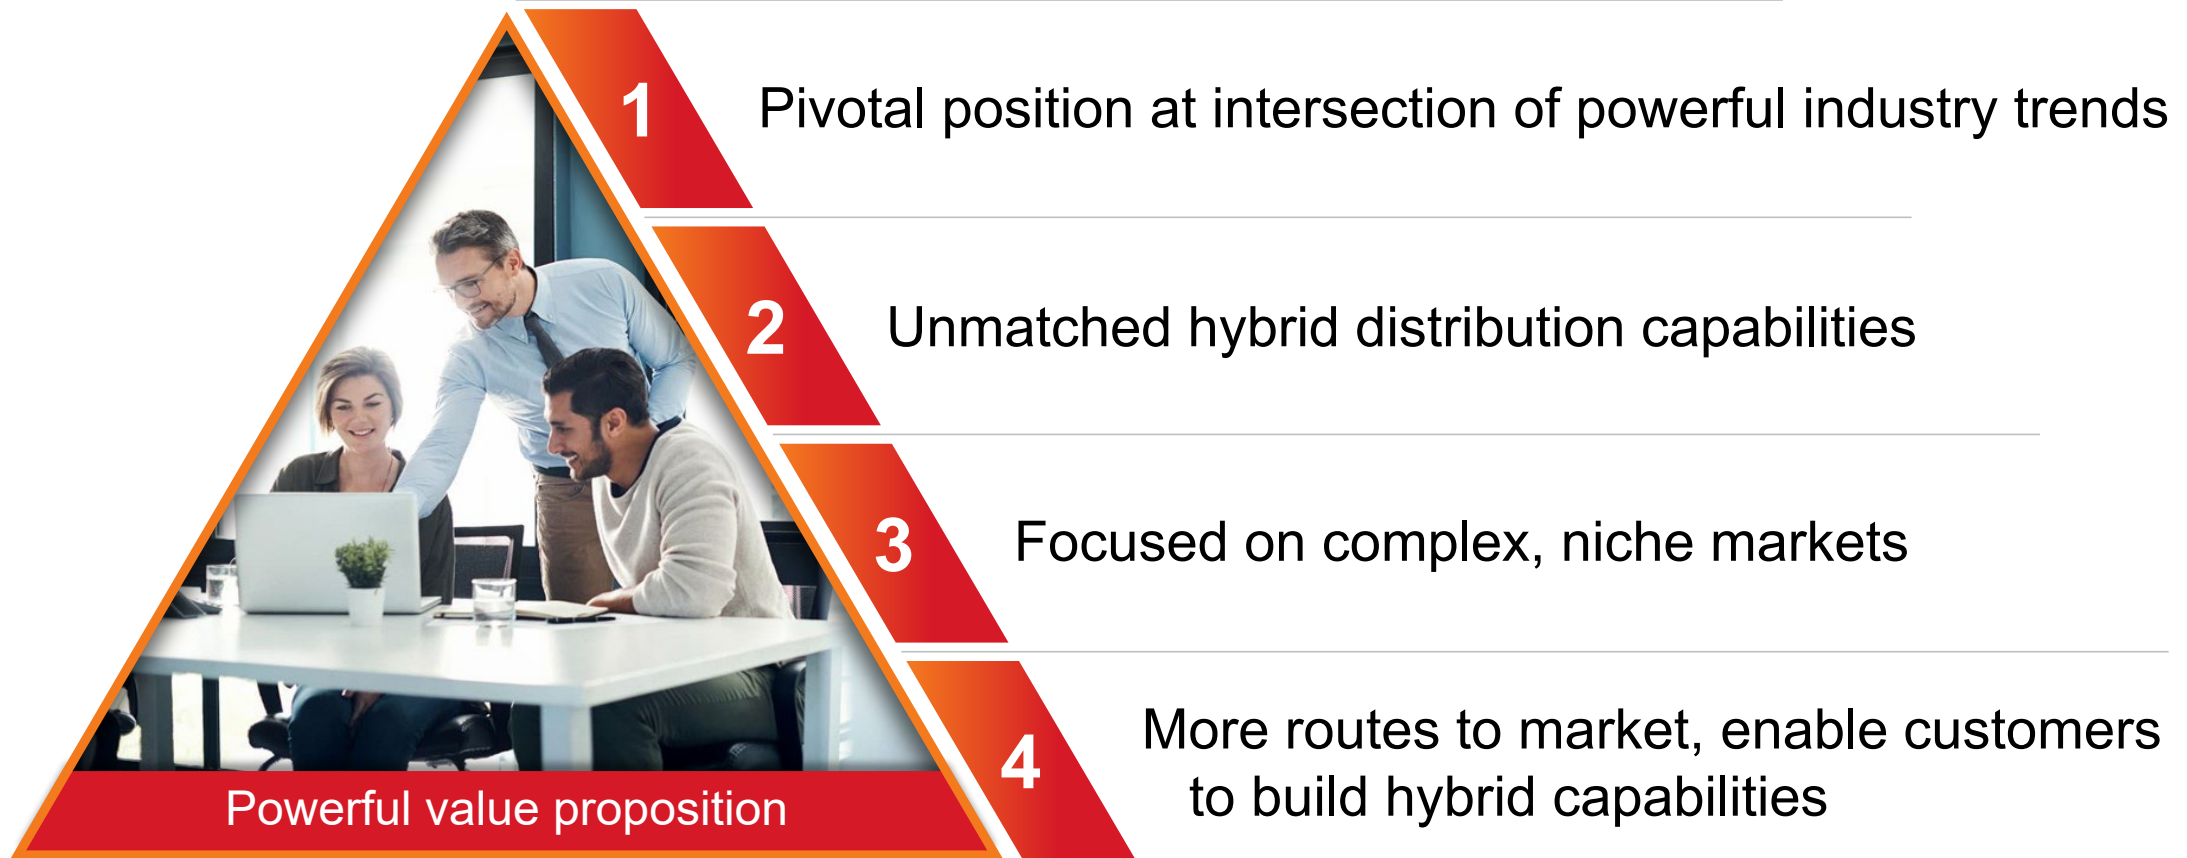 1
Pivotal position at intersection of powerful industry trends
2
Unmatched hybrid distribution capabilities
3
Focused on complex, niche markets
4
More routes to market, enable customers
to build hybrid capabilities
Powerful value proposition